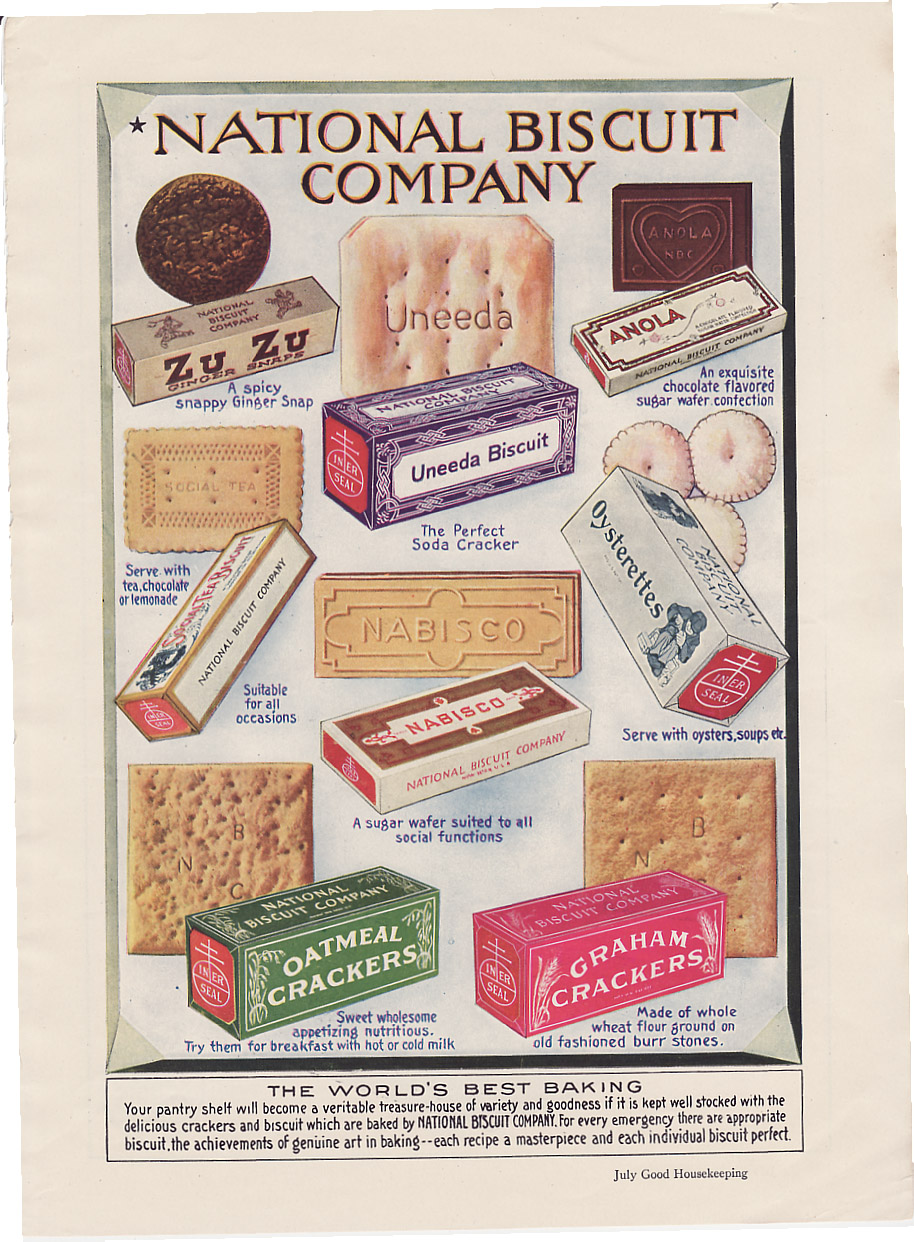 ★NATIONAL BISCUIT
COMPANY
ANOLA
NBC
Uneeda
NATIONAL
BISCUIT
COMPANY
ZU ZU
GINGER SNAPS
A spicy
snappy Ginger Snap
ANOLA
A CHOCOLATE FLAVORED
SUGAR WAFER CONFECTION
NATIONAL BISCUIT COMPANY
An exquisite
chocolate flavored
sugar wafer confection
NATIONAL BISCUIT
COMPANY
Uneeda Biscuit
IN ER
SEAL
The Perfect
Soda Cracker
SOCIAL TEA
Serve with
tea, chocolate
or lemonade
SOCIAL TEA BISCUIT
NATIONAL BISCUIT COMPANY
IN ER
SEAL
Suitable
for all
occasions
Oysterettes
NATIONAL
BISCUIT
COMPANY
IN ER
SEAL
Serve with oysters, soups etc.
NABISCO
NABISCO
NATIONAL BISCUIT COMPANY
A sugar wafer suited to all
social functions
B
N
C
NATIONAL
BISCUIT COMPANY
OATMEAL
CRACKERS
IN ER
SEAL
Sweet wholesome
appetizing nutritious.
Try them for breakfast with hot or cold milk
B
N
NATIONAL
BISCUIT COMPANY
GRAHAM
CRACKERS
IN ER
SEAL
Made of whole
wheat flour ground on
old fashioned burr stones.
THE WORLD'S BEST BAKING
Your pantry shelf will become a veritable treasure-house of variety and goodness if it is kept well stocked with the
delicious crackers and biscuit which are baked by NATIONAL BISCUIT COMPANY. For every emergency there are appropriate
biscuit, the achievements of genuine art in baking--each recipe a masterpiece and each individual biscuit perfect.
July Good Housekeeping